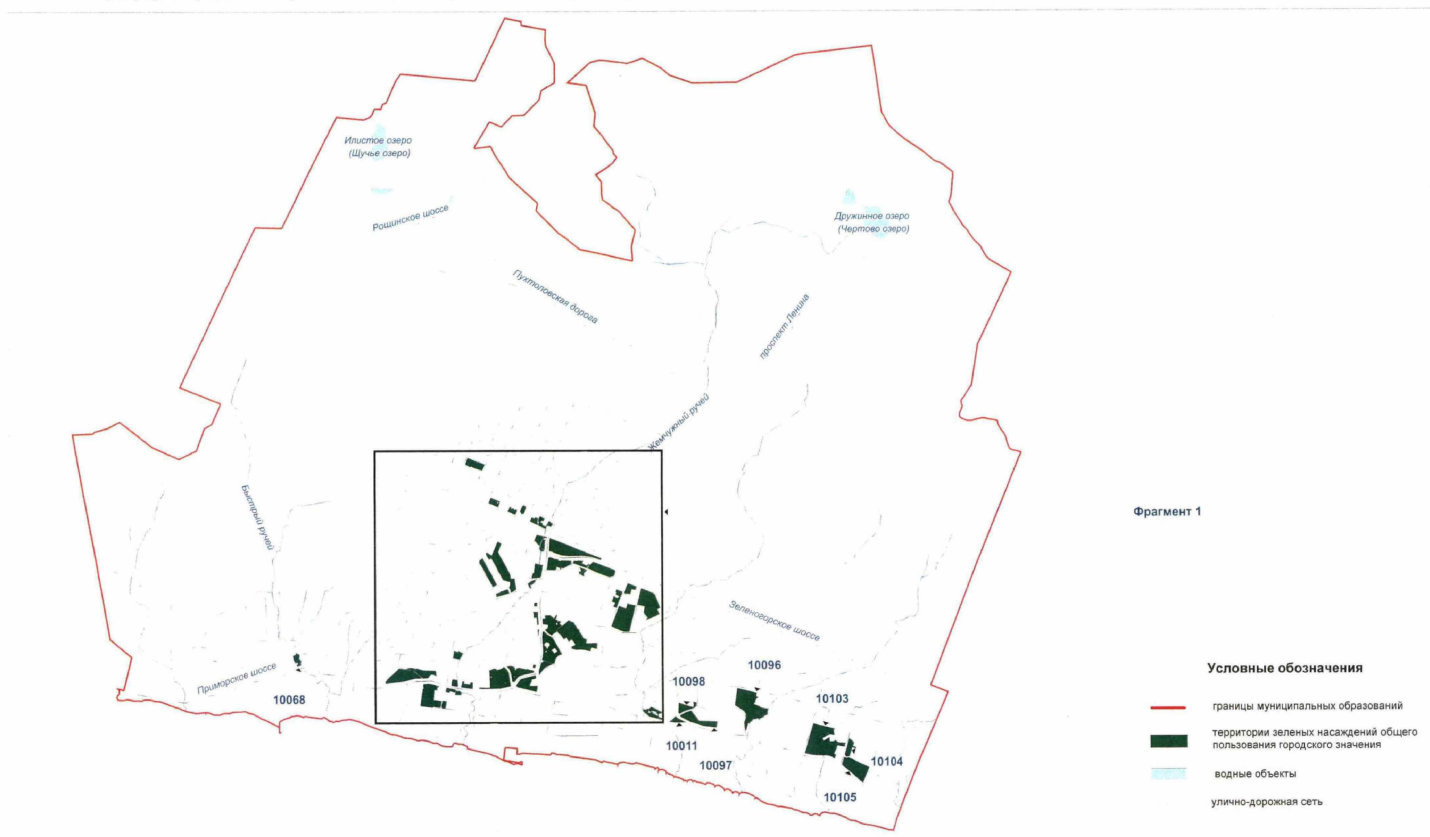 Илистое озеро
(Щучье озеро)
Рощинское шоссе
Дружинное озеро
(Чертово озеро)
Пухтоловская дорога
проспект Ленина
Жемчужный ручей
Быстрый ручей
Фрагмент 1
Зеленогорское шоссе
Приморское шоссе
10068
10098
10096
10103
10011
10097
10104
10105
Условные обозначения
границы муниципальных образований
территории зеленых насаждений общего
пользования городского значения
водные объекты
улично-дорожная сеть